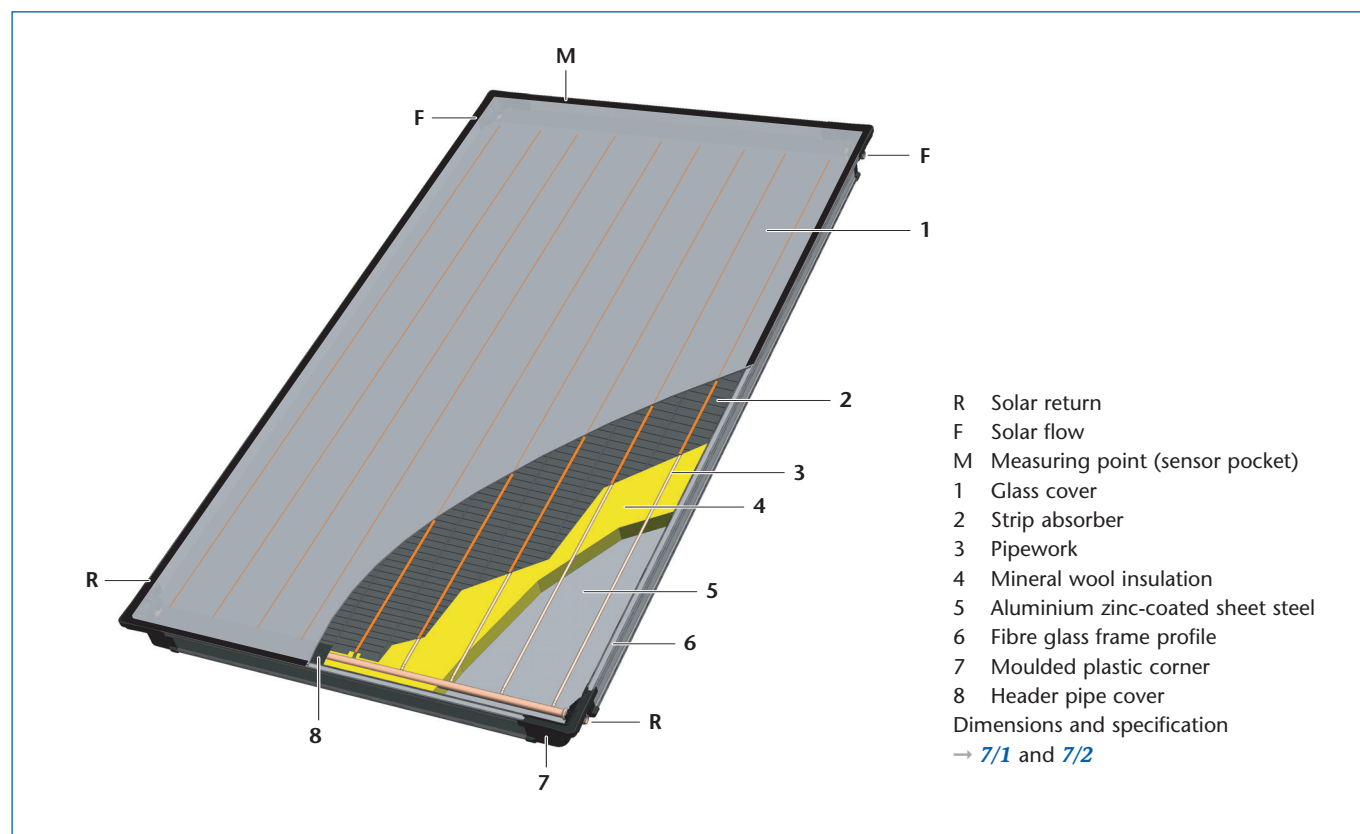 M
F
F
1
2
3
4
R
5
6
8
R
7
R Solar return
F Solar flow
M Measuring point (sensor pocket)
1 Glass cover
2 Strip absorber
3 Pipework
4 Mineral wool insulation
5 Aluminium zinc-coated sheet steel
6 Fibre glass frame profile
7 Moulded plastic corner
8 Header pipe cover
Dimensions and specification
→ 7/1 and 7/2